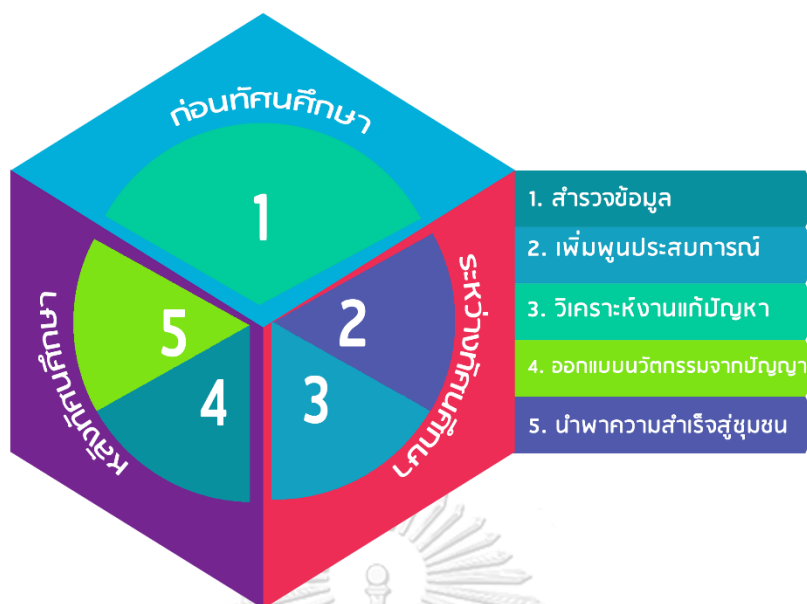 ก่อนทัศนศึกษา
1
ระหว่างทัศนศึกษา
2
3
หลังทัศนศึกษา
4
5
1. สำรวจข้อมูล
2. เพิ่มพูนประสบการณ์
3. วิเคราะห์งานแก้ปัญหา
4. ออกแบบนวัตกรรมจากปัญญา
5. นำพาความสำเร็จสู่ชุมชน